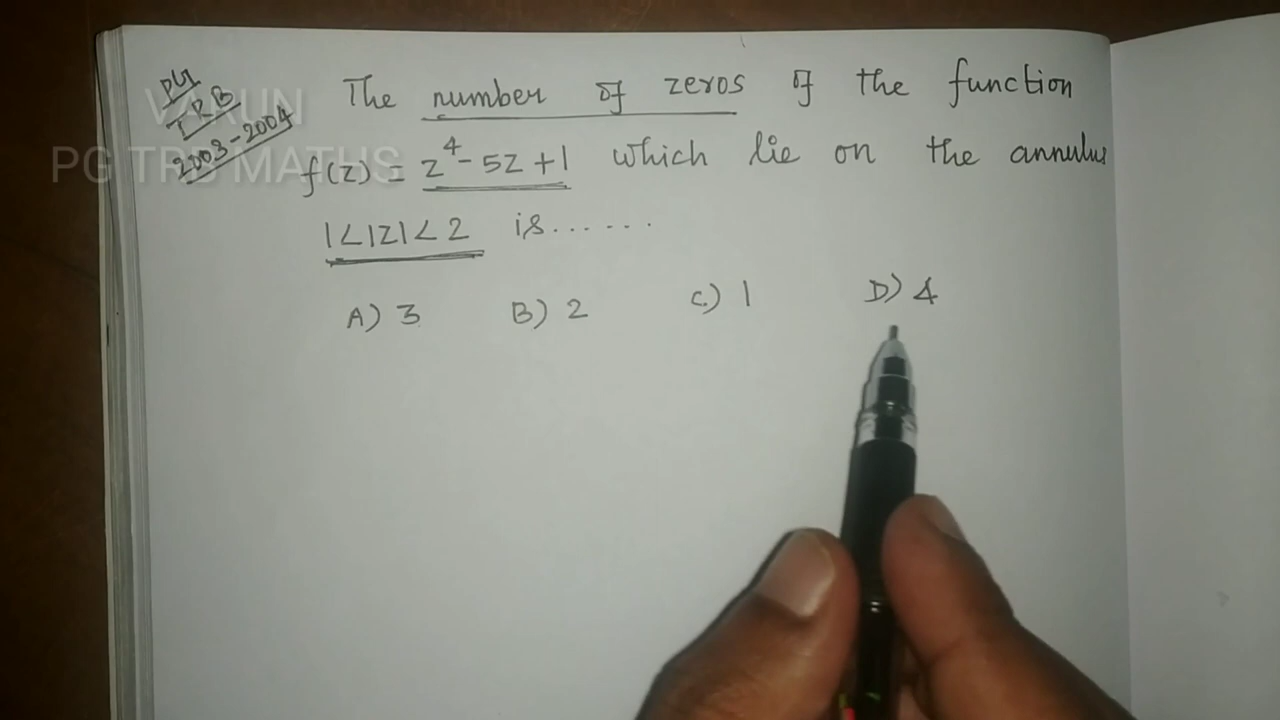 PG
TRB
2003-2004
VARUN
PG TRB MATHS
The number of zeros of the function
f(z) = z⁴ - 5z + 1 which lie on the annulus
1<|z|< 2 is......
A) 3 B) 2 C) 1 D) 4